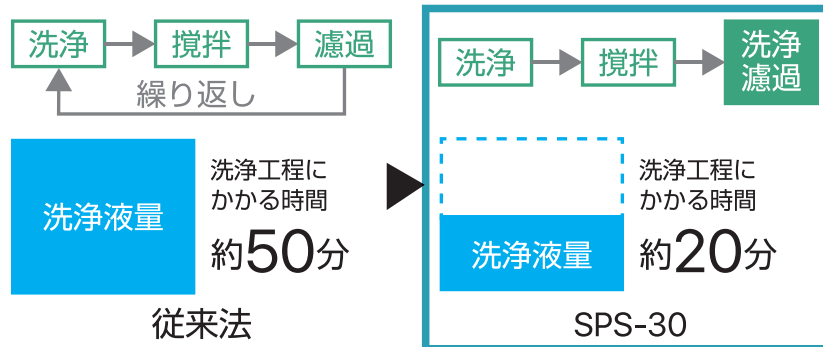 洗浄
撹拌
濾過
繰り返し
洗浄液量
洗浄工程に
かかる時間
約50分
従来法
洗浄
撹拌
洗浄
濾過
洗浄液量
洗浄工程に
かかる時間
約20分
SPS-30